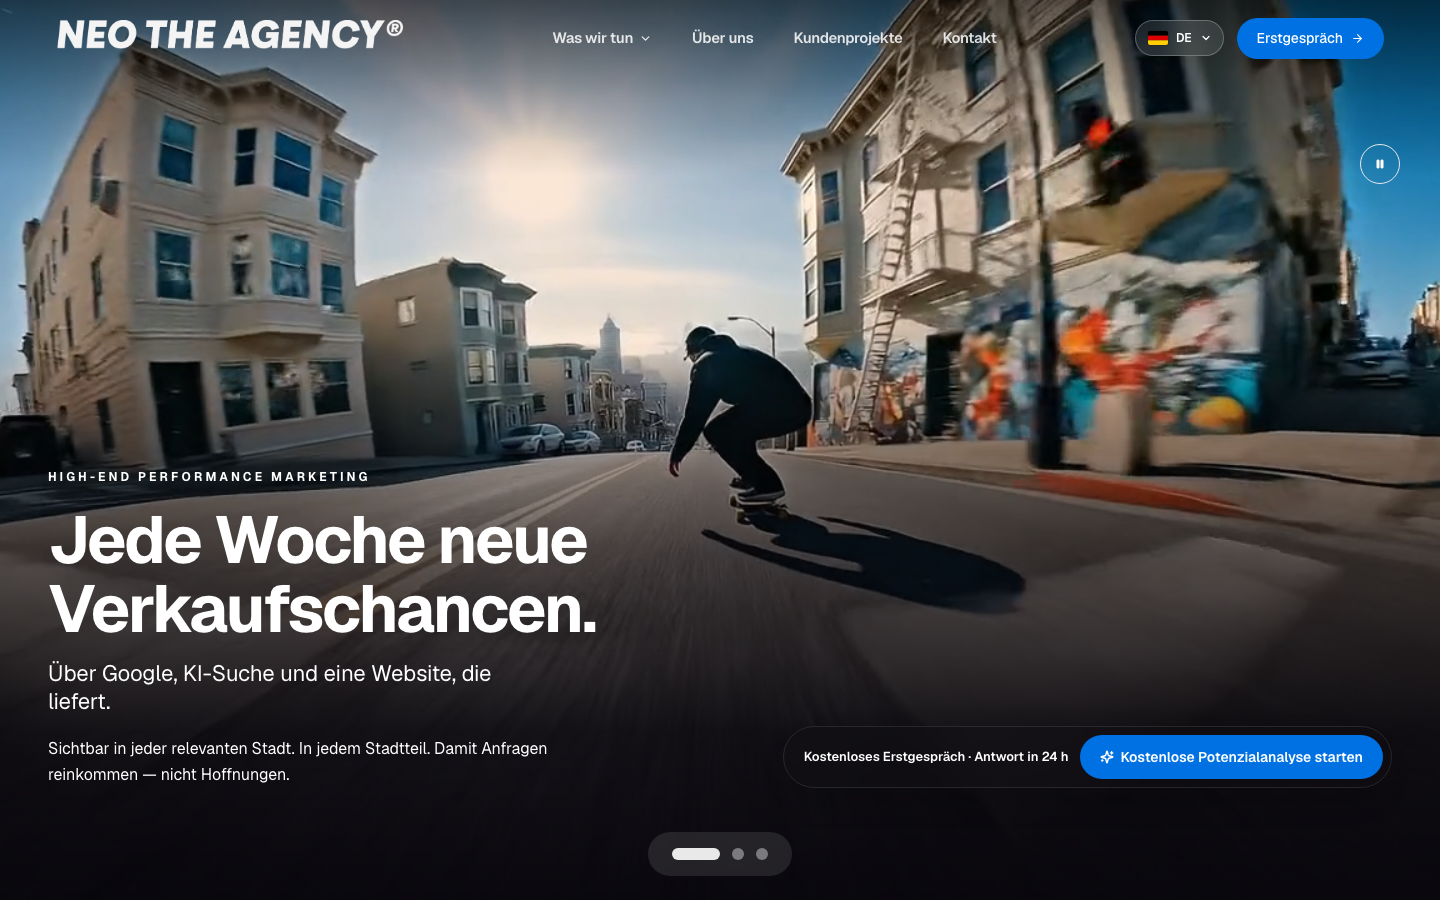 NEO THE AGENCY®
Was wir tun
Über uns
Kundenprojekte
Kontakt
DE
Erstgespräch
HIGH-END PERFORMANCE MARKETING
Jede Woche neue
Verkaufschancen.
Über Google, KI-Suche und eine Website, die
liefert.
Sichtbar in jeder relevanten Stadt. In jedem Stadtteil. Damit Anfragen
reinkommen — nicht Hoffnungen.
Kostenloses Erstgespräch · Antwort in 24 h
Kostenlose Potenzialanalyse starten